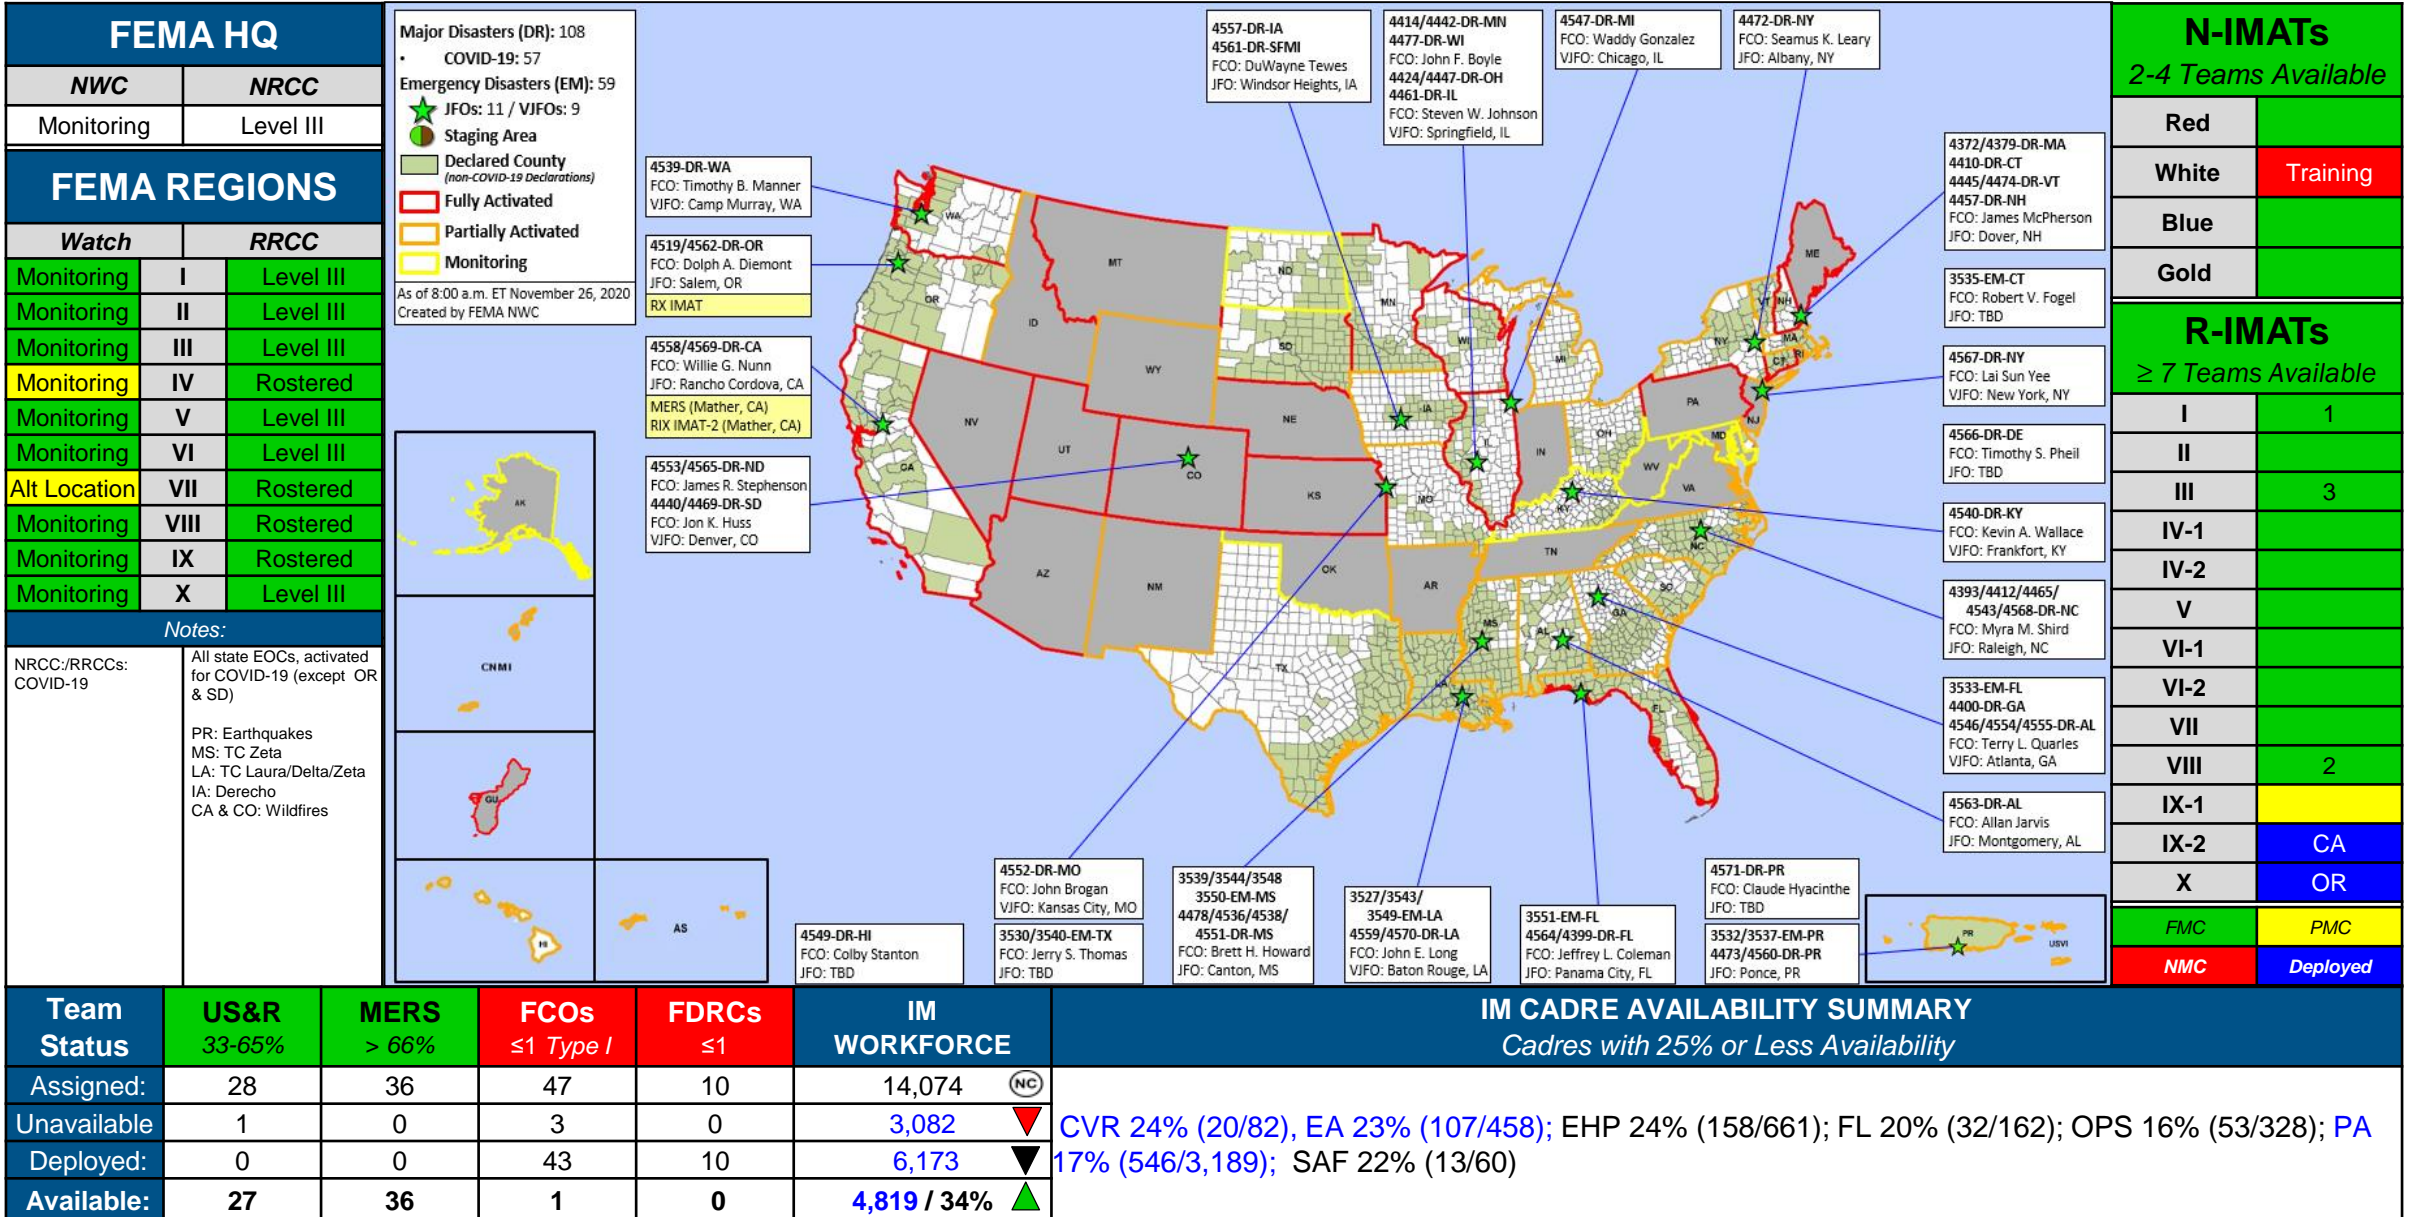 FEMA HQ
NWC NRCC
Monitoring Level III
FEMA REGIONS
Watch RRCC
Monitoring I Level III
Monitoring II Level III
Monitoring III Level III
Monitoring IV Rostered
Monitoring V Level III
Monitoring VI Level III
Alt Location VII Rostered
Monitoring VIII Rostered
Monitoring IX Rostered
Monitoring X Level III
Notes:
NRCC:/RRCCs:
COVID-19
All state EOCs, activated
for COVID-19 (except OR
& SD)
PR: Earthquakes
MS: TC Zeta
LA: TC Laura/Delta/Zeta
IA: Derecho
CA & CO: Wildfires
Major Disasters (DR): 108
• COVID-19: 57
Emergency Disasters (EM): 59
JFOs: 11 / VJFOs: 9
Staging Area
Declared County
(non-COVID-19 Declarations)
Fully Activated
Partially Activated
Monitoring
As of 8:00 a.m. ET November 26, 2020
Created by FEMA NWC
4539-DR-WA
FCO: Timothy B. Manner
VJFO: Camp Murray, WA
4519/4562-DR-OR
FCO: Dolph A. Diemont
JFO: Salem, OR
RX IMAT
4558/4569-DR-CA
FCO: Willie G. Nunn
JFO: Rancho Cordova, CA
MERS (Mather, CA)
RIX IMAT-2 (Mather, CA)
4553/4565-DR-ND
FCO: James R. Stephenson
4440/4469-DR-SD
FCO: Jon K. Huss
VJFO: Denver, CO
4557-DR-IA
4561-DR-SFMI
FCO: DuWayne Tewes
JFO: Windsor Heights, IA
4414/4442-DR-MN
4477-DR-WI
FCO: John F. Boyle
4424/4447-DR-OH
4461-DR-IL
FCO: Steven W. Johnson
VJFO: Springfield, IL
4547-DR-MI
FCO: Waddy Gonzalez
VJFO: Chicago, IL
4472-DR-NY
FCO: Seamus K. Leary
JFO: Albany, NY
4372/4379-DR-MA
4410-DR-CT
4445/4474-DR-VT
4457-DR-NH
FCO: James McPherson
JFO: Dover, NH
3535-EM-CT
FCO: Robert V. Fogel
JFO: TBD
4567-DR-NY
FCO: Lai Sun Yee
VJFO: New York, NY
4566-DR-DE
FCO: Timothy S. Pheil
JFO: TBD
4540-DR-KY
FCO: Kevin A. Wallace
VJFO: Frankfort, KY
4393/4412/4465/
4543/4568-DR-NC
FCO: Myra M. Shird
JFO: Raleigh, NC
3533-EM-FL
4400-DR-GA
4546/4554/4555-DR-AL
FCO: Terry L. Quarles
VJFO: Atlanta, GA
4563-DR-AL
FCO: Allan Jarvis
JFO: Montgomery, AL
4549-DR-HI
FCO: Colby Stanton
JFO: TBD
4552-DR-MO
FCO: John Brogan
VJFO: Kansas City, MO
3530/3540-EM-TX
FCO: Jerry S. Thomas
JFO: TBD
3539/3544/3548
3550-EM-MS
4478/4536/4538/
4551-DR-MS
FCO: Brett H. Howard
JFO: Canton, MS
3527/3543/
3549-EM-LA
4559/4570-DR-LA
FCO: John E. Long
VJFO: Baton Rouge, LA
3551-EM-FL
4564/4399-DR-FL
FCO: Jeffrey L. Coleman
JFO: Panama City, FL
4571-DR-PR
FCO: Claude Hyacinthe
JFO: TBD
3532/3537-EM-PR
4473/4560-DR-PR
JFO: Ponce, PR
WA
MT
ND
MN
ME
OR
ID
SD
WI
MI
NY
VT
NH
MA
CT
RI
WY
IA
PA
NJ
NV
NE
IL
IN
OH
MD
UT
CO
KS
MO
WV
VA
CA
KY
AZ
NM
OK
AR
TN
NC
SC
TX
LA
MS
AL
GA
FL
AK
CNMI
GU
HI
AS
PR
USVI
N-IMATs
2-4 Teams Available
Red
White Training
Blue
Gold
R-IMATs
≥ 7 Teams Available
I 1
II
III 3
IV-1
IV-2
V
VI-1
VI-2
VII
VIII 2
IX-1
IX-2 CA
X OR
FMC PMC
NMC Deployed
Team Status US&R 33-65% MERS > 66% FCOs ≤1 Type I FDRCs ≤1 IM WORKFORCE
Assigned: 28 36 47 10 14,074 NC
Unavailable 1 0 3 0 3,082
Deployed: 0 0 43 10 6,173
Available: 27 36 1 0 4,819 / 34%
IM CADRE AVAILABILITY SUMMARY
Cadres with 25% or Less Availability
CVR 24% (20/82), EA 23% (107/458); EHP 24% (158/661); FL 20% (32/162); OPS 16% (53/328); PA
17% (546/3,189); SAF 22% (13/60)